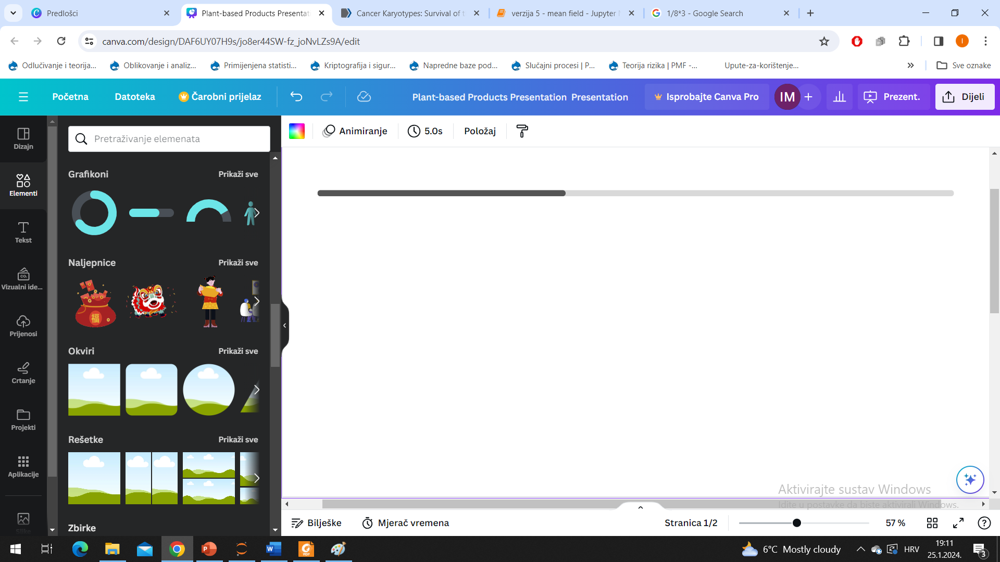 Predlošci
Plant-based Products Presentati
Cancer Karyotypes: Survival of t
verzija 5 - mean field - Jupyter
1/8*3 - Google Search
canva.com/design/DAF6UY07H9s/jo8er44SW-fz_joNvLZs9A/edit
I
Odlučivanje i teorija...
Oblikovanje i analiz...
Primijenjena statisti...
Kriptografija i sigur...
Napredne baze pod...
Slučajni procesi | P...
Teorija rizika | PMF -...
Upute-za-korištenje...
Sve oznake
Početna
Datoteka
Čarobni prijelaz
Plant-based Products Presentation Presentation
Isprobajte Canva Pro
IM
Prezent.
Dijeli
Pretraživanje elemenata
Animiranje
5.0s
Položaj
Dizajn
Elementi
Tekst
Vizualni ide...
Prijenosi
Crtanje
Projekti
Aplikacije
Slike
Grafikoni
Prikaži sve
Naljepnice
Prikaži sve
福
Okviri
Prikaži sve
Rešetke
Prikaži sve
Zbirke
Aktivirajte sustav Windows
Idite u postavke da biste aktivirali Windows.
Bilješke
Mjerač vremena
Stranica 1/2
57 %
6°C Mostly cloudy
HRV
19:11
25.1.2024.
3